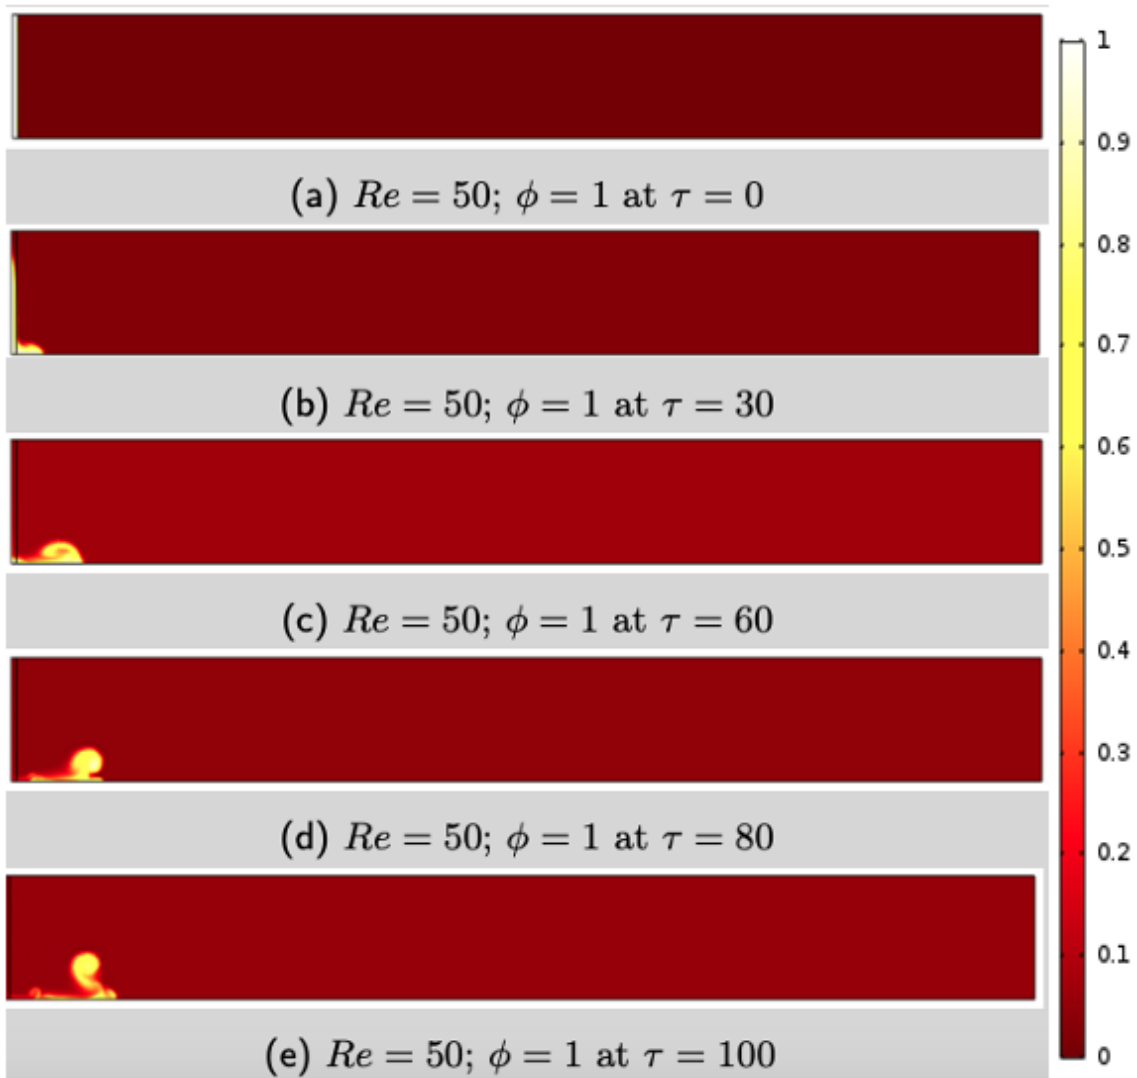 (a) Re = 50; ϕ = 1 at τ = 0
(b) Re = 50; ϕ = 1 at τ = 30
(c) Re = 50; ϕ = 1 at τ = 60
(d) Re = 50; ϕ = 1 at τ = 80
(e) Re = 50; ϕ = 1 at τ = 100
1
0.9
0.8
0.7
0.6
0.5
0.4
0.3
0.2
0.1
0